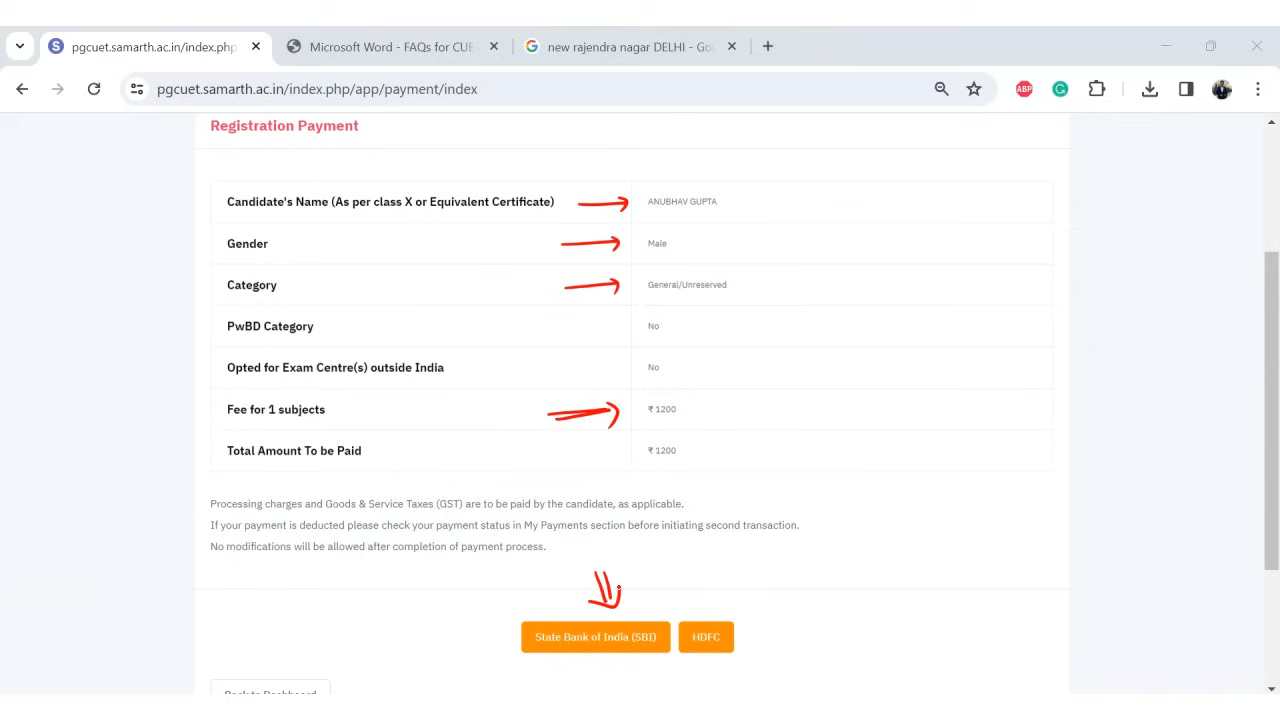 pgcuet.samarth.ac.in/index.php
Microsoft Word - FAQs for CUE
new rajendra nagar DELHI - Goo
pgcuet.samarth.ac.in/index.php/app/payment/index
ABP
Registration Payment
Candidate's Name (As per class X or Equivalent Certificate) ANUBHAV GUPTA
Gender Male
Category General/Unreserved
PwBD Category No
Opted for Exam Centre(s) outside India No
Fee for 1 subjects ₹ 1200
Total Amount To be Paid ₹ 1200
Processing charges and Goods & Service Taxes (GST) are to be paid by the candidate, as applicable.
If your payment is deducted please check your payment status in My Payments section before initiating second transaction.
No modifications will be allowed after completion of payment process.
State Bank of India (SBI) HDFC
Back to Dashboard